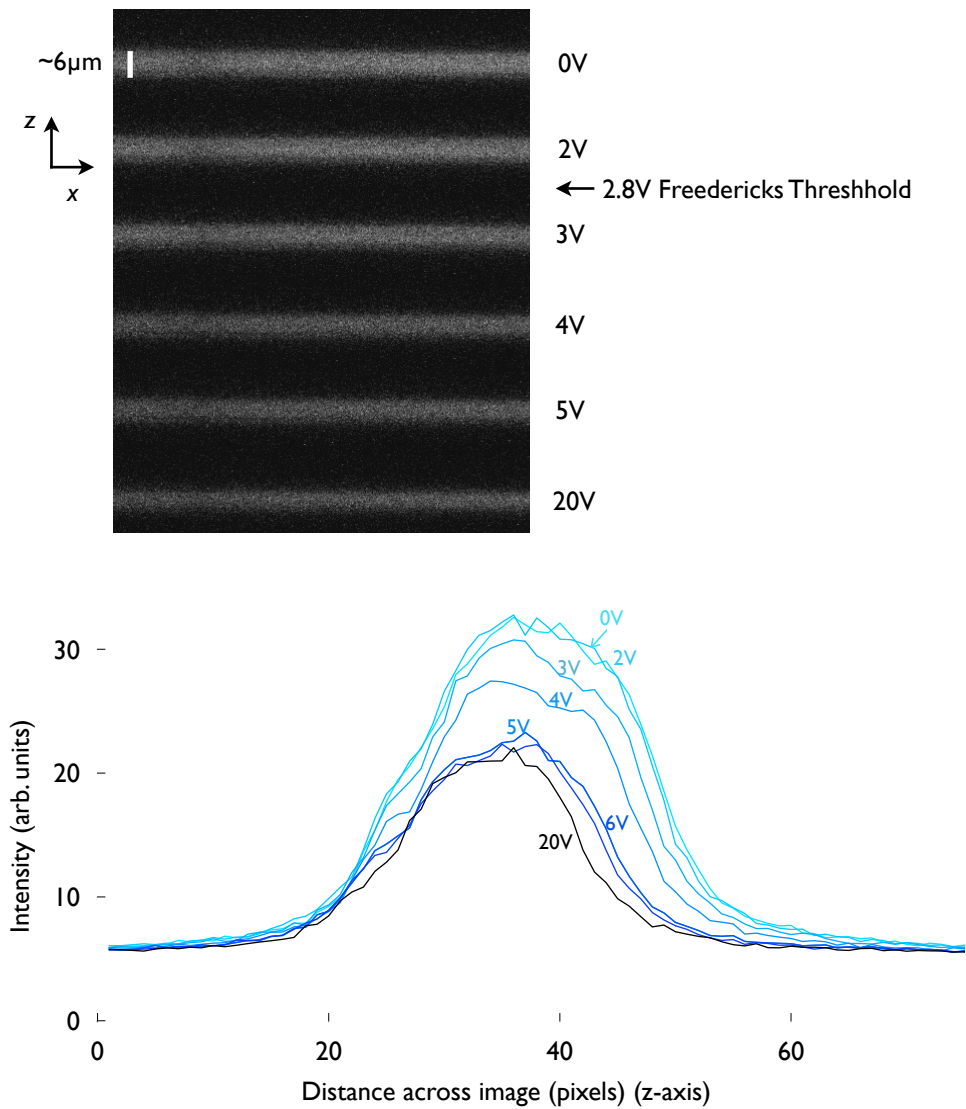 ~6µm
0V
z
x
2V
2.8V Freedericks Threshhold
3V
4V
5V
20V
Intensity (arb. units)
30
20
10
0
0V
2V
3V
4V
5V
6V
20V
0
20
40
60
Distance across image (pixels) (z-axis)